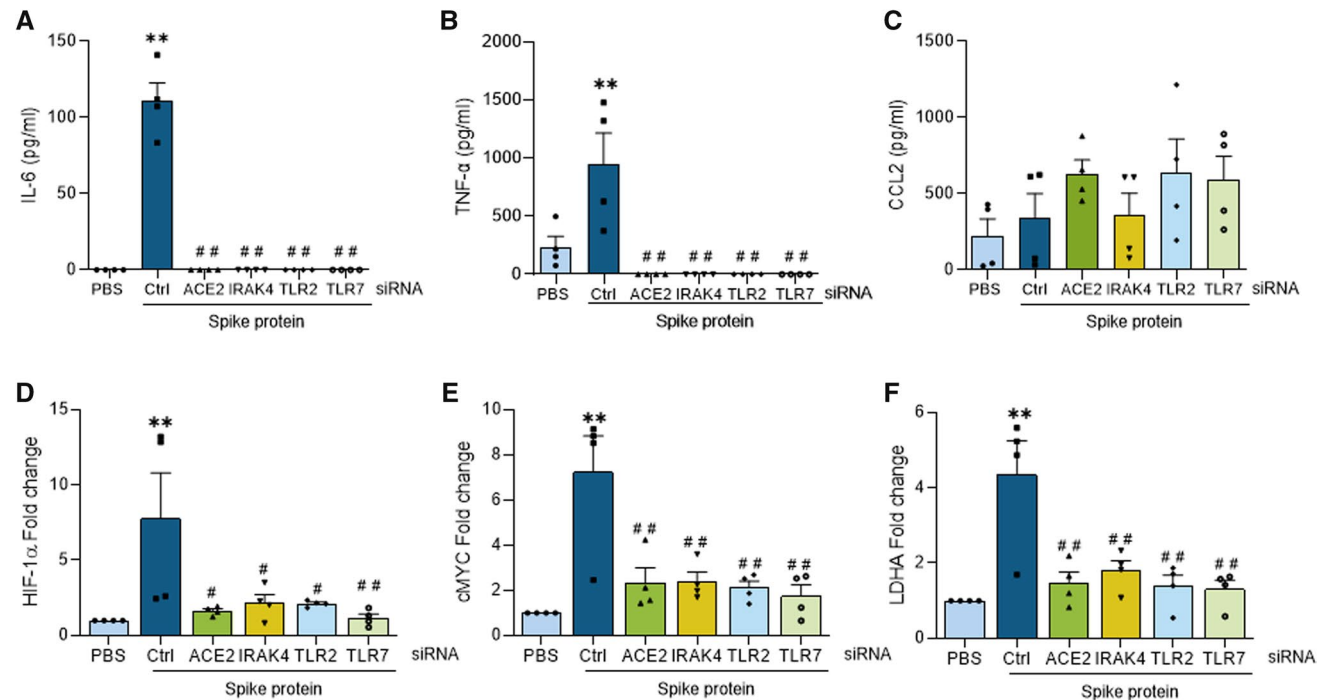 A
IL-6 (pg/ml)
150
100
50
0
**
# #
# #
# #
# #
PBS
Ctrl
ACE2
IRAK4
TLR2
TLR7
siRNA
Spike protein
B
TNF-α (pg/ml)
2000
1500
1000
500
0
**
# #
# #
# #
# #
PBS
Ctrl
ACE2
IRAK4
TLR2
TLR7
siRNA
Spike protein
C
CCL2 (pg/ml)
1500
1000
500
0
PBS
Ctrl
ACE2
IRAK4
TLR2
TLR7
siRNA
Spike protein
D
HIF-1α Fold change
15
10
5
0
**
#
#
#
# #
PBS
Ctrl
ACE2
IRAK4
TLR2
TLR7
siRNA
Spike protein
E
cMYC Fold change
10
8
6
4
2
0
**
# #
# #
# #
# #
PBS
Ctrl
ACE2
IRAK4
TLR2
TLR7
siRNA
Spike protein
F
LDHA Fold change
6
4
2
0
**
# #
# #
# #
# #
PBS
Ctrl
ACE2
IRAK4
TLR2
TLR7
siRNA
Spike protein